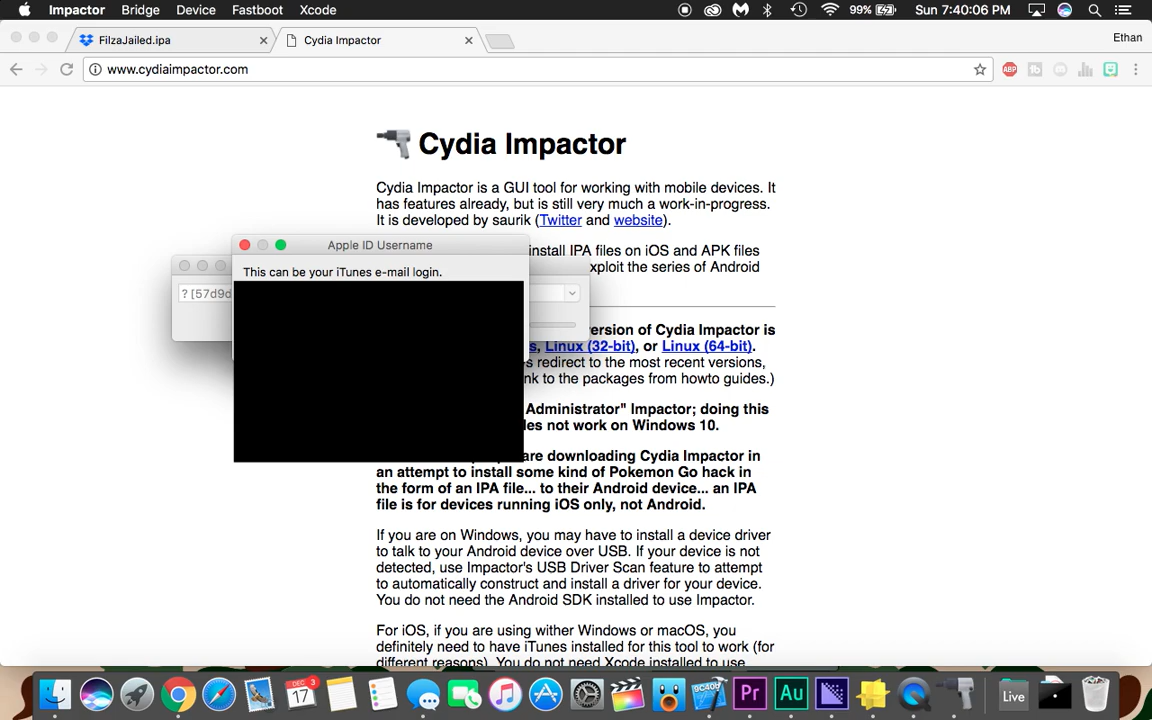 Impactor Bridge Device Fastboot Xcode 99% Sun 7:40:06 PM
FilzaJailed.ipa Cydia Impactor Ethan
www.cydiaimpactor.com ABP
Cydia Impactor
Cydia Impactor is a GUI tool for working with mobile devices. It
has features already, but is still very much a work-in-progress.
It is developed by saurik (Twitter and website).
Apple ID Username
This can be your iTunes e-mail login.
? [57d9d
install IPA files on iOS and APK files
xploit the series of Android
ersion of Cydia Impactor is
s, Linux (32-bit), or Linux (64-bit).
s redirect to the most recent versions,
nk to the packages from howto guides.)
Administrator" Impactor; doing this
es not work on Windows 10.
are downloading Cydia Impactor in
an attempt to install some kind of Pokemon Go hack in
the form of an IPA file... to their Android device... an IPA
file is for devices running iOS only, not Android.
If you are on Windows, you may have to install a device driver
to talk to your Android device over USB. If your device is not
detected, use Impactor's USB Driver Scan feature to attempt
to automatically construct and install a driver for your device.
You do not need the Android SDK installed to use Impactor.
For iOS, if you are using wither Windows or macOS, you
definitely need to have iTunes installed for this tool to work (for
different reasons). You do not need Xcode installed to use
DEC 3
17
Pr Au Live